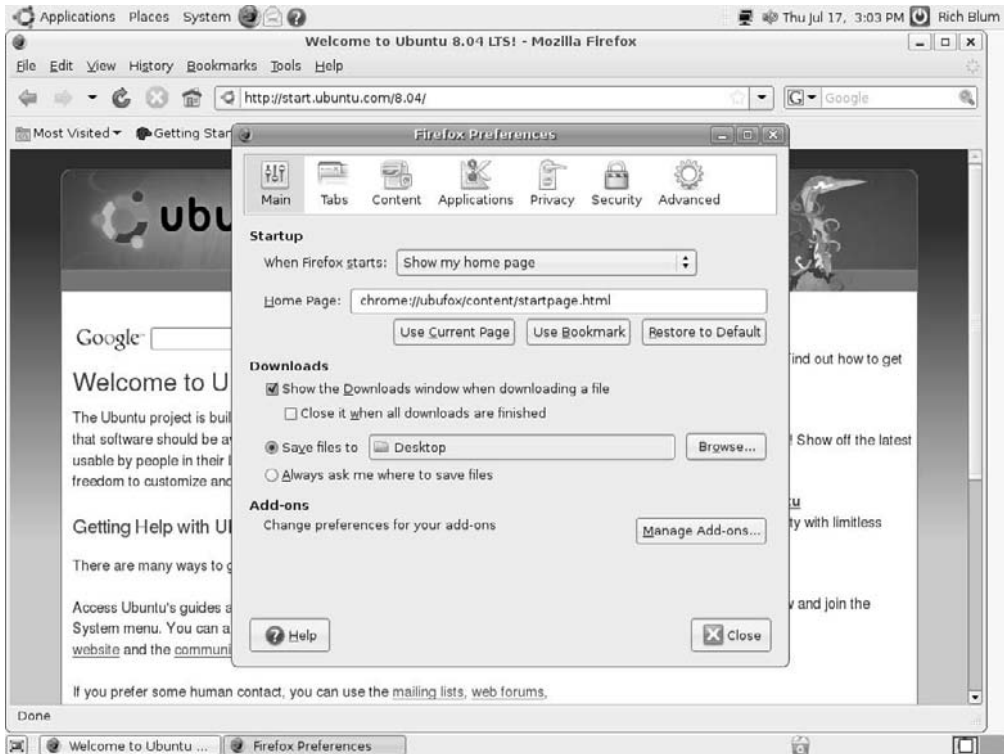 Applications Places System
Thu Jul 17, 3:03 PM Rich Blum
Welcome to Ubuntu 8.04 LTS! - Mozilla Firefox
File Edit View History Bookmarks Tools Help
http://start.ubuntu.com/8.04/
G Google
Most Visited Getting Star
Firefox Preferences
Main Tabs Content Applications Privacy Security Advanced
ubu
Startup
When Firefox starts: Show my home page
Home Page: chrome://ubufox/content/startpage.html
Use Current Page Use Bookmark Restore to Default
Downloads
Show the Downloads window when downloading a file
Close it when all downloads are finished
Save files to Desktop Browse...
Always ask me where to save files
Add-ons
Change preferences for your add-ons
Manage Add-ons...
Help Close
Google
Welcome to U
The Ubuntu project is buil
that software should be a
usable by people in their l
freedom to customize and
Getting Help with U
There are many ways to g
Access Ubuntu's guides a
System menu. You can a
website and the communi
If you prefer some human contact, you can use the mailing lists, web forums,
ind out how to get
! Show off the latest
u
ty with limitless
and join the
Done
Welcome to Ubuntu ... Firefox Preferences